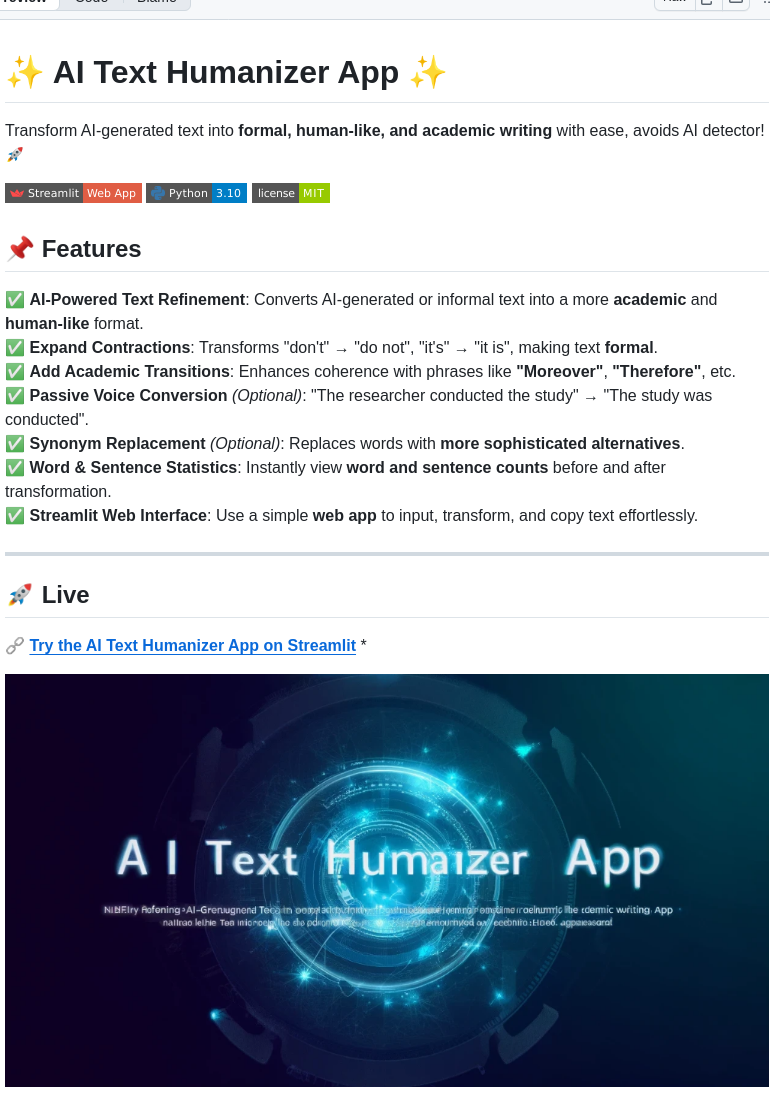 Code
Blame
✨ AI Text Humanizer App ✨
Transform AI-generated text into formal, human-like, and academic writing with ease, avoids AI detector!
🚀
Streamlit Web App Python 3.10 license MIT
📌 Features
✅ AI-Powered Text Refinement: Converts AI-generated or informal text into a more academic and
human-like format.
✅ Expand Contractions: Transforms "don't" → "do not", "it's" → "it is", making text formal.
✅ Add Academic Transitions: Enhances coherence with phrases like "Moreover", "Therefore", etc.
✅ Passive Voice Conversion (Optional): "The researcher conducted the study" → "The study was
conducted".
✅ Synonym Replacement (Optional): Replaces words with more sophisticated alternatives.
✅ Word & Sentence Statistics: Instantly view word and sentence counts before and after
transformation.
✅ Streamlit Web Interface: Use a simple web app to input, transform, and copy text effortlessly.
🚀 Live
🔗 Try the AI Text Humanizer App on Streamlit *
AI Text Humaizer App